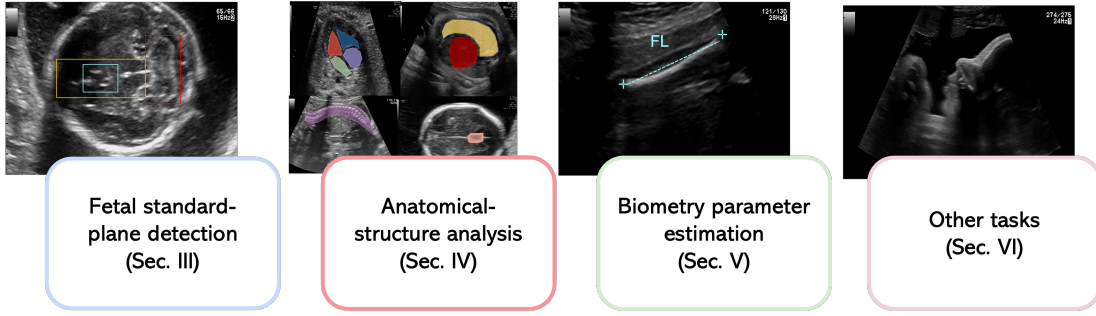 65/66
15Hz
121/130
28Hz
FL
274/275
24Hz
Fetal standard-
plane detection
(Sec. III)
Anatomical-
structure analysis
(Sec. IV)
Biometry parameter
estimation
(Sec. V)
Other tasks
(Sec. VI)